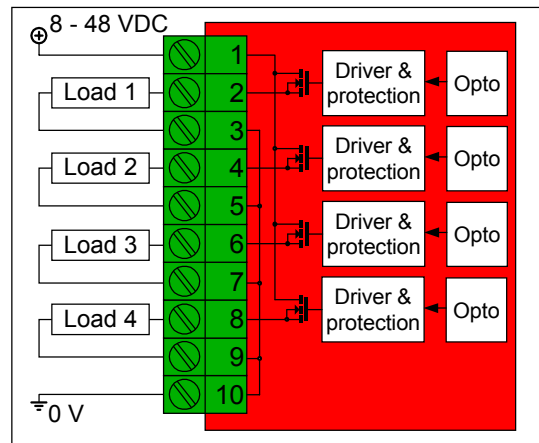 8 - 48 VDC
1
Driver &
protection
Opto
Load 1
2
3
Driver &
protection
Opto
Load 2
4
5
Driver &
protection
Opto
Load 3
6
7
Driver &
protection
Opto
Load 4
8
9
10
0 V